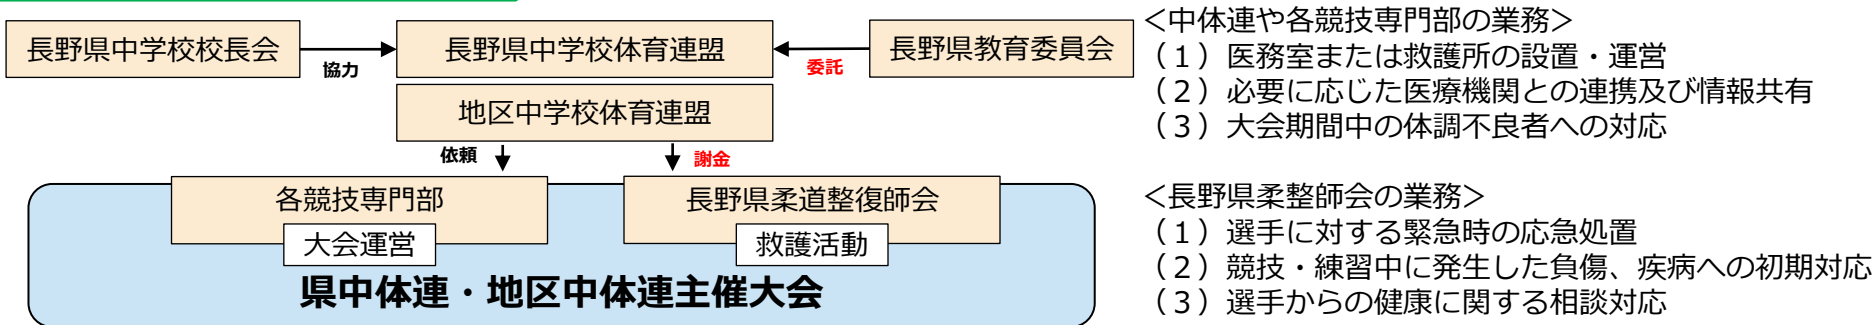 長野県中学校校長会
協力
長野県中学校体育連盟
委託
長野県教育委員会
地区中学校体育連盟
依頼
謝金
各競技専門部
大会運営
長野県柔道整復師会
救護活動
県中体連・地区中体連主催大会
＜中体連や各競技専門部の業務＞
（１）医務室または救護所の設置・運営
（２）必要に応じた医療機関との連携及び情報共有
（３）大会期間中の体調不良者への対応
＜長野県柔整師会の業務＞
（１）選手に対する緊急時の応急処置
（２）競技・練習中に発生した負傷、疾病への初期対応
（３）選手からの健康に関する相談対応